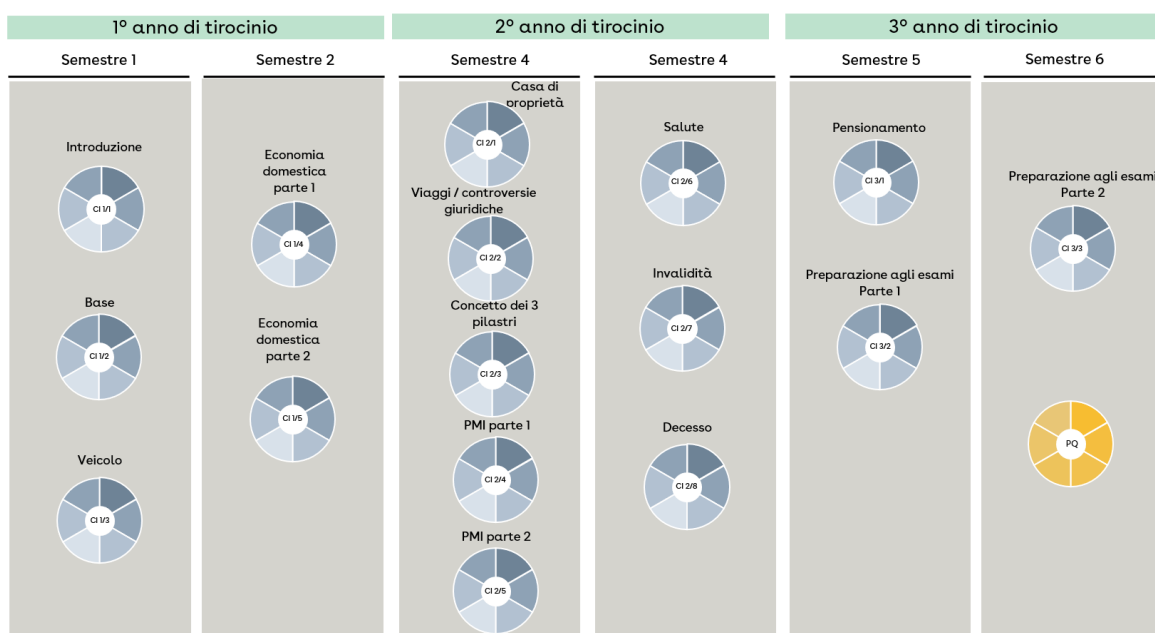 1° anno di tirocinio
2° anno di tirocinio
3° anno di tirocinio
Semestre 1
Semestre 2
Semestre 4
Semestre 4
Semestre 5
Semestre 6
Introduzione
CI 1/1
Base
CI 1/2
Veicolo
CI 1/3
Economia
domestica
parte 1
CI 1/4
Economia
domestica
parte 2
CI 1/5
Casa di
proprietà
CI 2/1
Viaggi / controversie
giuridiche
CI 2/2
Concetto dei 3
pilastri
CI 2/3
PMI parte 1
CI 2/4
PMI parte 2
CI 2/5
Salute
CI 2/6
Invalidità
CI 2/7
Decesso
CI 2/8
Pensionamento
CI 3/1
Preparazione agli esami
Parte 1
CI 3/2
Preparazione agli esami
Parte 2
CI 3/3
PQ